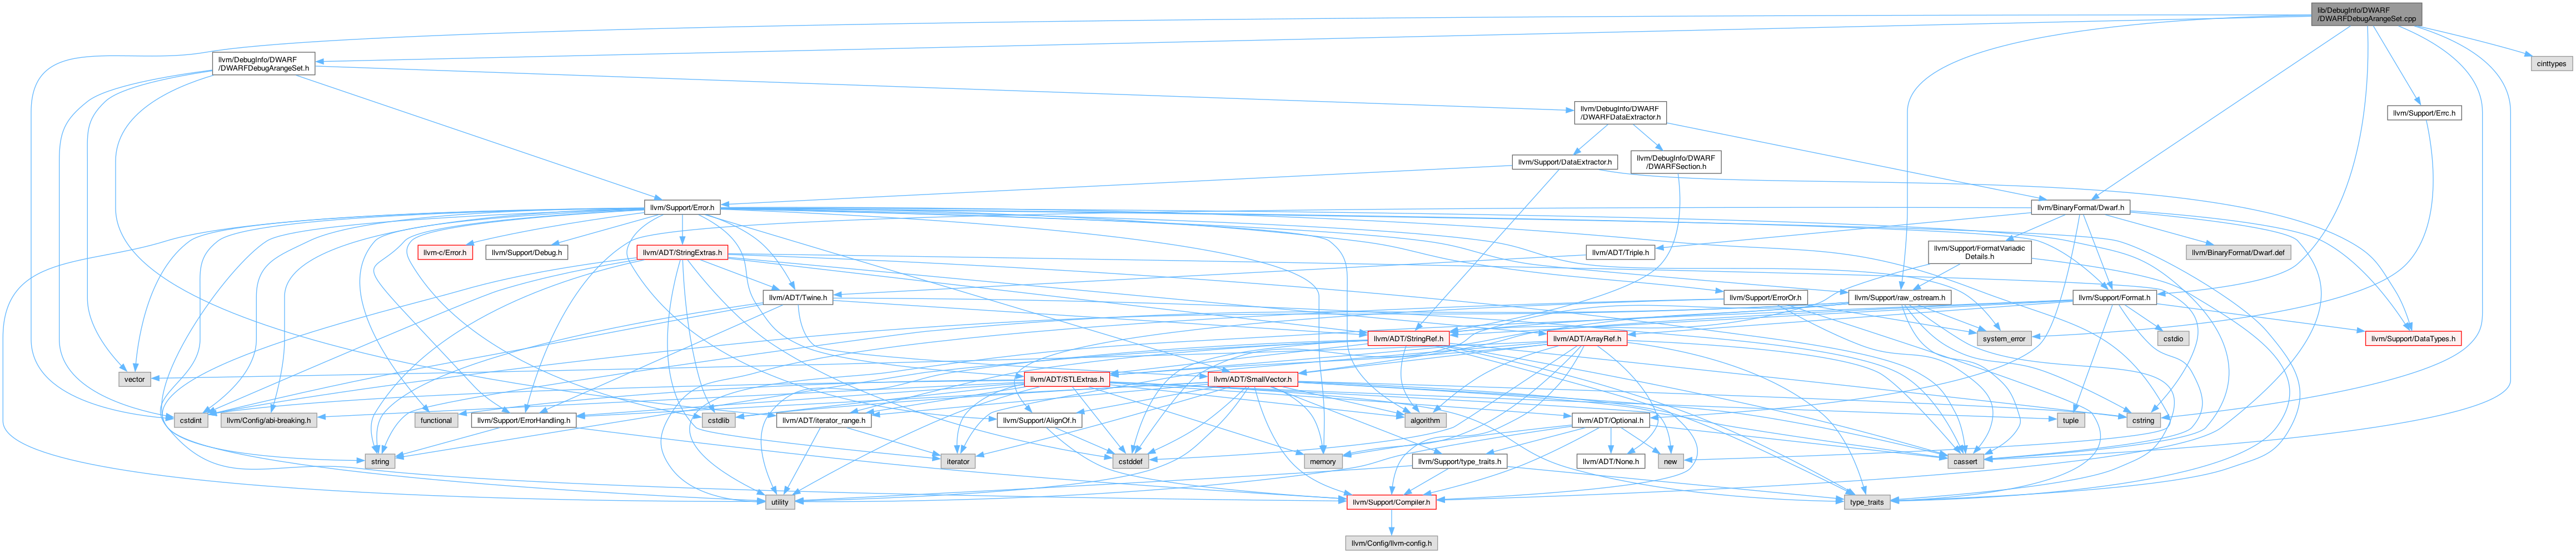 lib/DebugInfo/DWARF
/DWARFDebugArangeSet.cpp
llvm/DebugInfo/DWARF
/DWARFDebugArangeSet.h
cinttypes
llvm/DebugInfo/DWARF
/DWARFDataExtractor.h
llvm/Support/Errc.h
llvm/Support/DataExtractor.h
llvm/DebugInfo/DWARF
/DWARFSection.h
llvm/Support/Error.h
llvm/BinaryFormat/Dwarf.h
llvm-c/Error.h
llvm/Support/Debug.h
llvm/ADT/StringExtras.h
llvm/ADT/Triple.h
llvm/Support/FormatVariadic
Details.h
llvm/BinaryFormat/Dwarf.def
llvm/ADT/Twine.h
llvm/Support/ErrorOr.h
llvm/Support/raw_ostream.h
llvm/Support/Format.h
llvm/ADT/StringRef.h
llvm/ADT/ArrayRef.h
system_error
cstdio
llvm/Support/DataTypes.h
vector
llvm/ADT/STLExtras.h
llvm/ADT/SmallVector.h
cstdint
llvm/Config/abi-breaking.h
functional
llvm/Support/ErrorHandling.h
cstdlib
llvm/ADT/iterator_range.h
llvm/Support/AlignOf.h
algorithm
llvm/ADT/Optional.h
tuple
cstring
string
iterator
cstddef
memory
llvm/Support/type_traits.h
llvm/ADT/None.h
new
cassert
utility
llvm/Support/Compiler.h
type_traits
llvm/Config/llvm-config.h